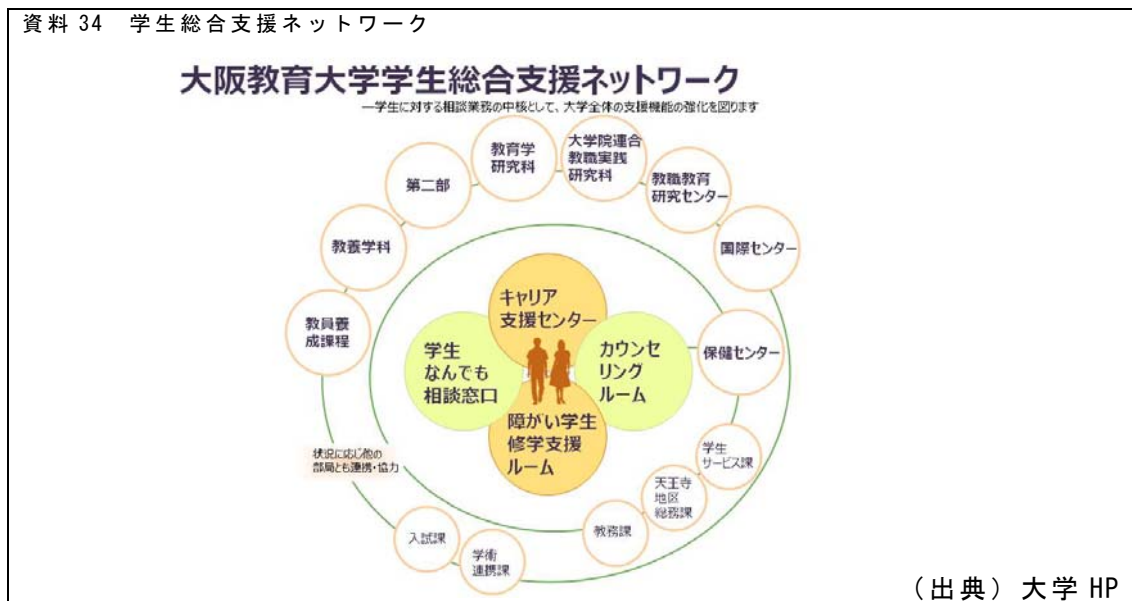 資料 34 学生総合支援ネットワーク
大阪教育大学学生総合支援ネットワーク
―学生に対する相談業務の中核として、大学全体の支援機能の強化を図ります
教育学
研究科
大学院連合
教職実践
研究科
第二部
教職教育
研究センター
教養学科
国際センター
教員養
成課程
キャリア
支援センター
学生
なんでも
相談窓口
カウンセ
リング
ルーム
保健センター
障がい学生
修学支援
ルーム
状況に応じ他の
部局とも連携・協力
学生
サービス課
天王寺
地区
総務課
教務課
入試課
学術
連携課
（出典）大学 HP